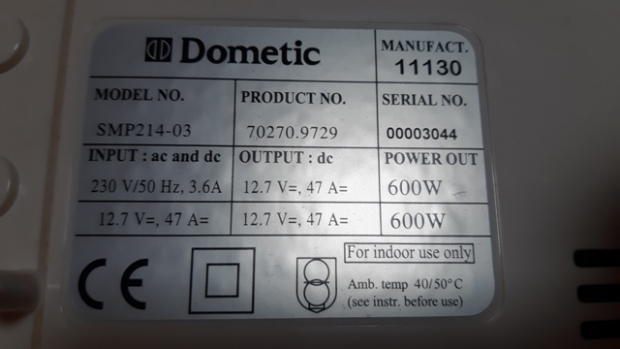 Dometic
MANUFACT.
11130
MODEL NO.
SMP214-03
PRODUCT NO.
70270.9729
SERIAL NO.
00003044
INPUT : ac and dc
OUTPUT : dc
POWER OUT
230 V/50 Hz, 3.6A
12.7 V=, 47 A=
600W
12.7 V=, 47 A=
12.7 V=, 47 A=
600W
CE
For indoor use only
Amb. temp 40/50°C
(see instr. before use)